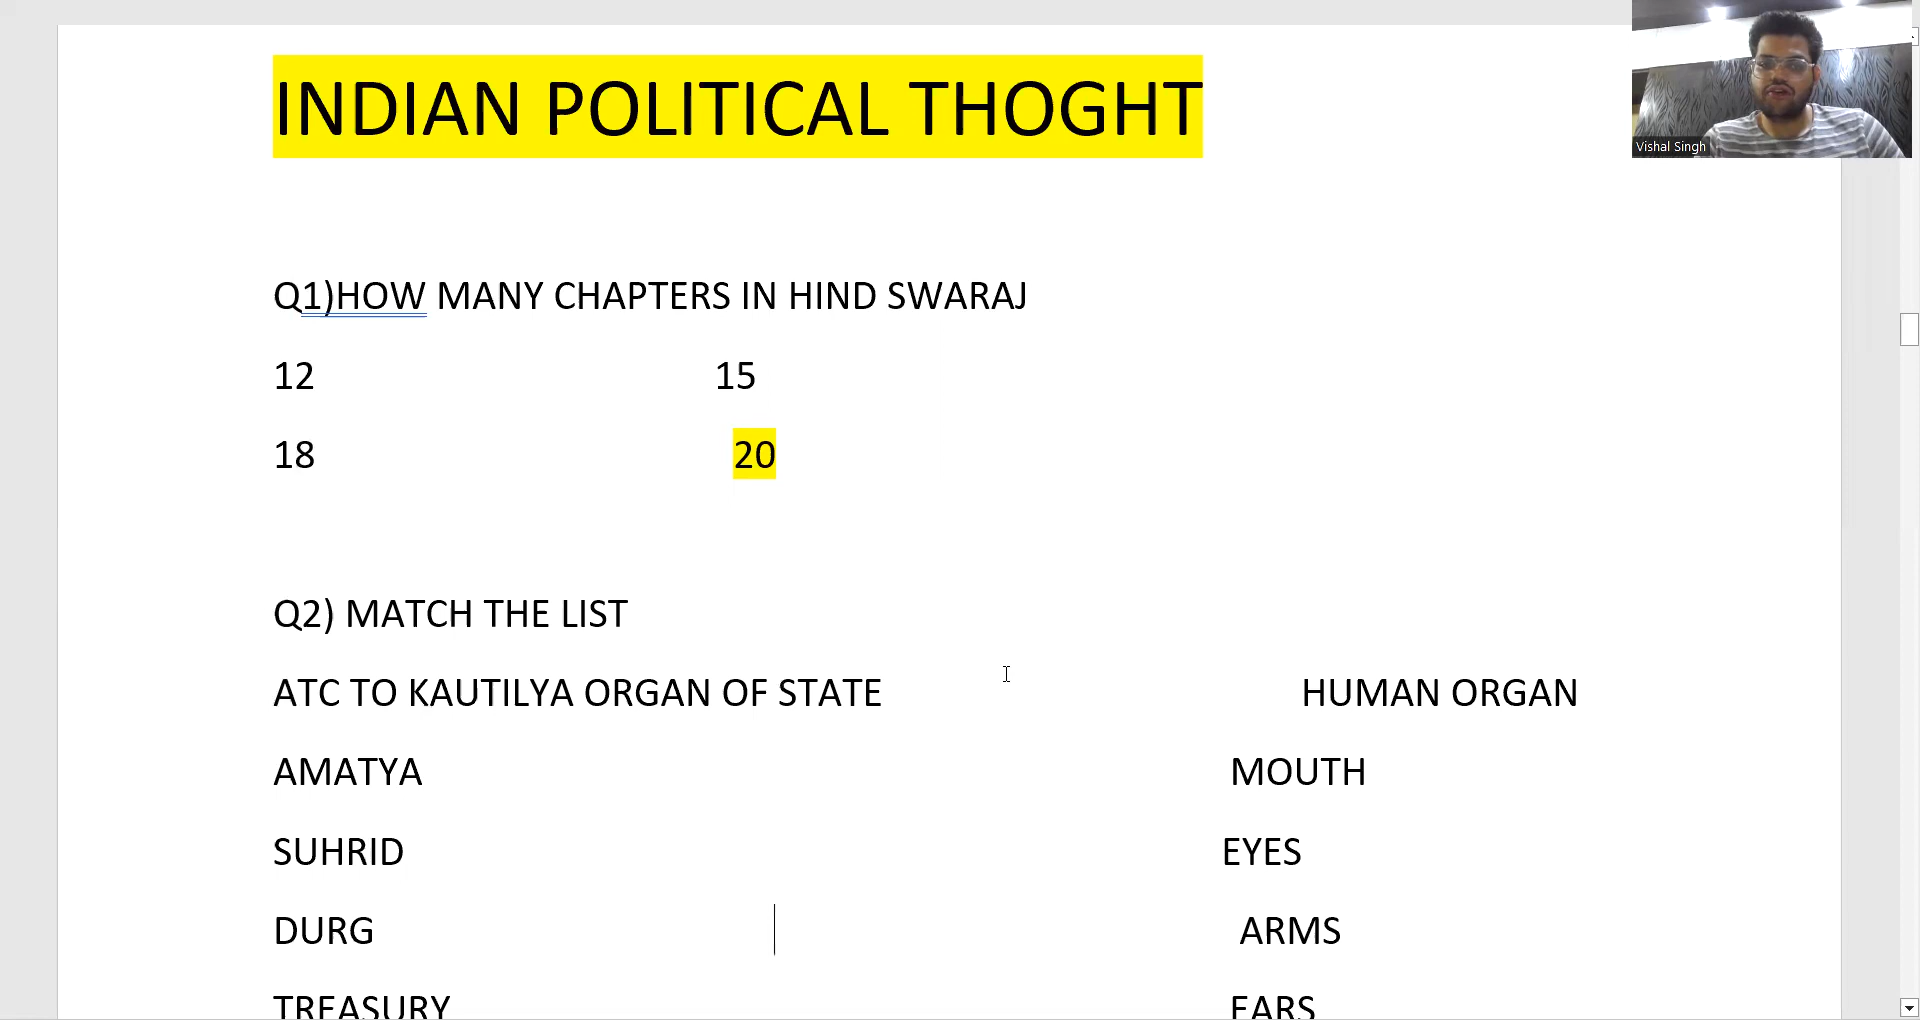 INDIAN POLITICAL THOGHT
Vishal Singh
Q1)HOW MANY CHAPTERS IN HIND SWARAJ
12 15
18 20
Q2) MATCH THE LIST
ATC TO KAUTILYA ORGAN OF STATE HUMAN ORGAN
AMATYA MOUTH
SUHRID EYES
DURG ARMS
TREASURY EARS